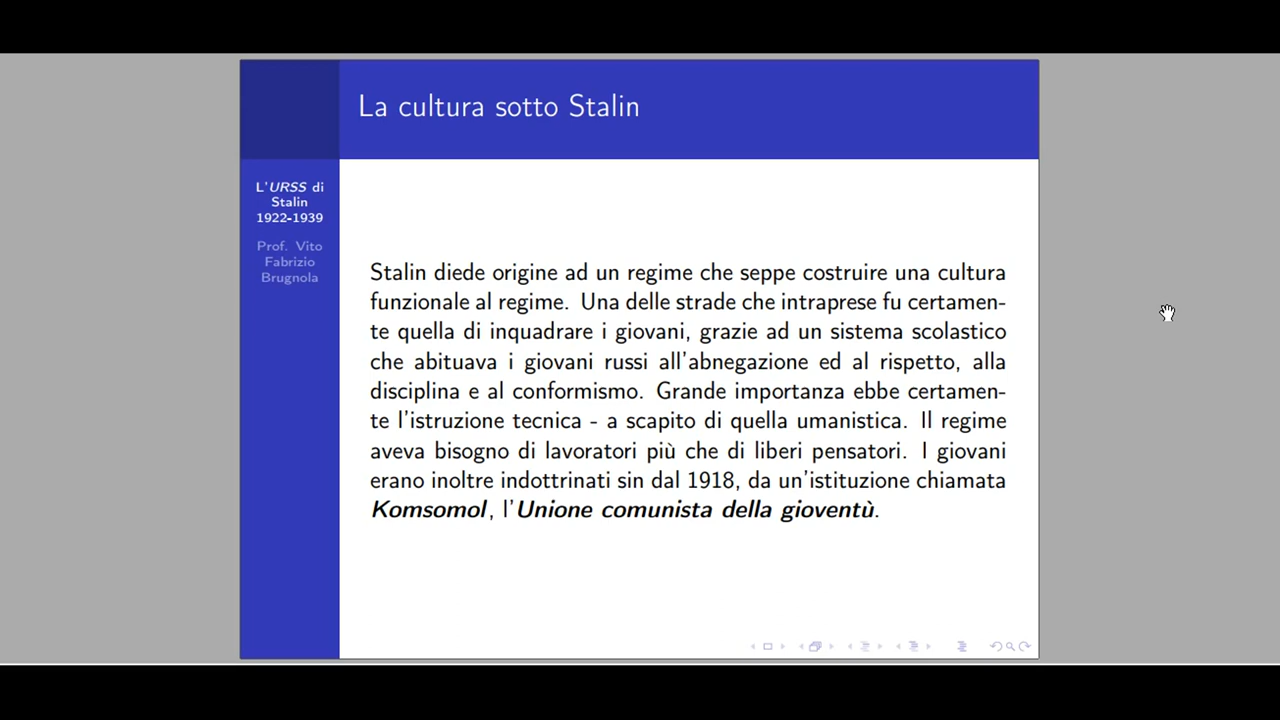 La cultura sotto Stalin
L'URSS di
Stalin
1922-1939
Prof. Vito
Fabrizio
Brugnola
Stalin diede origine ad un regime che seppe costruire una cultura
funzionale al regime. Una delle strade che intraprese fu certamen-
te quella di inquadrare i giovani, grazie ad un sistema scolastico
che abituava i giovani russi all'abnegazione ed al rispetto, alla
disciplina e al conformismo. Grande importanza ebbe certamen-
te l'istruzione tecnica - a scapito di quella umanistica. Il regime
aveva bisogno di lavoratori più che di liberi pensatori. I giovani
erano inoltre indottrinati sin dal 1918, da un'istituzione chiamata
Komsomol, l'Unione comunista della gioventù.